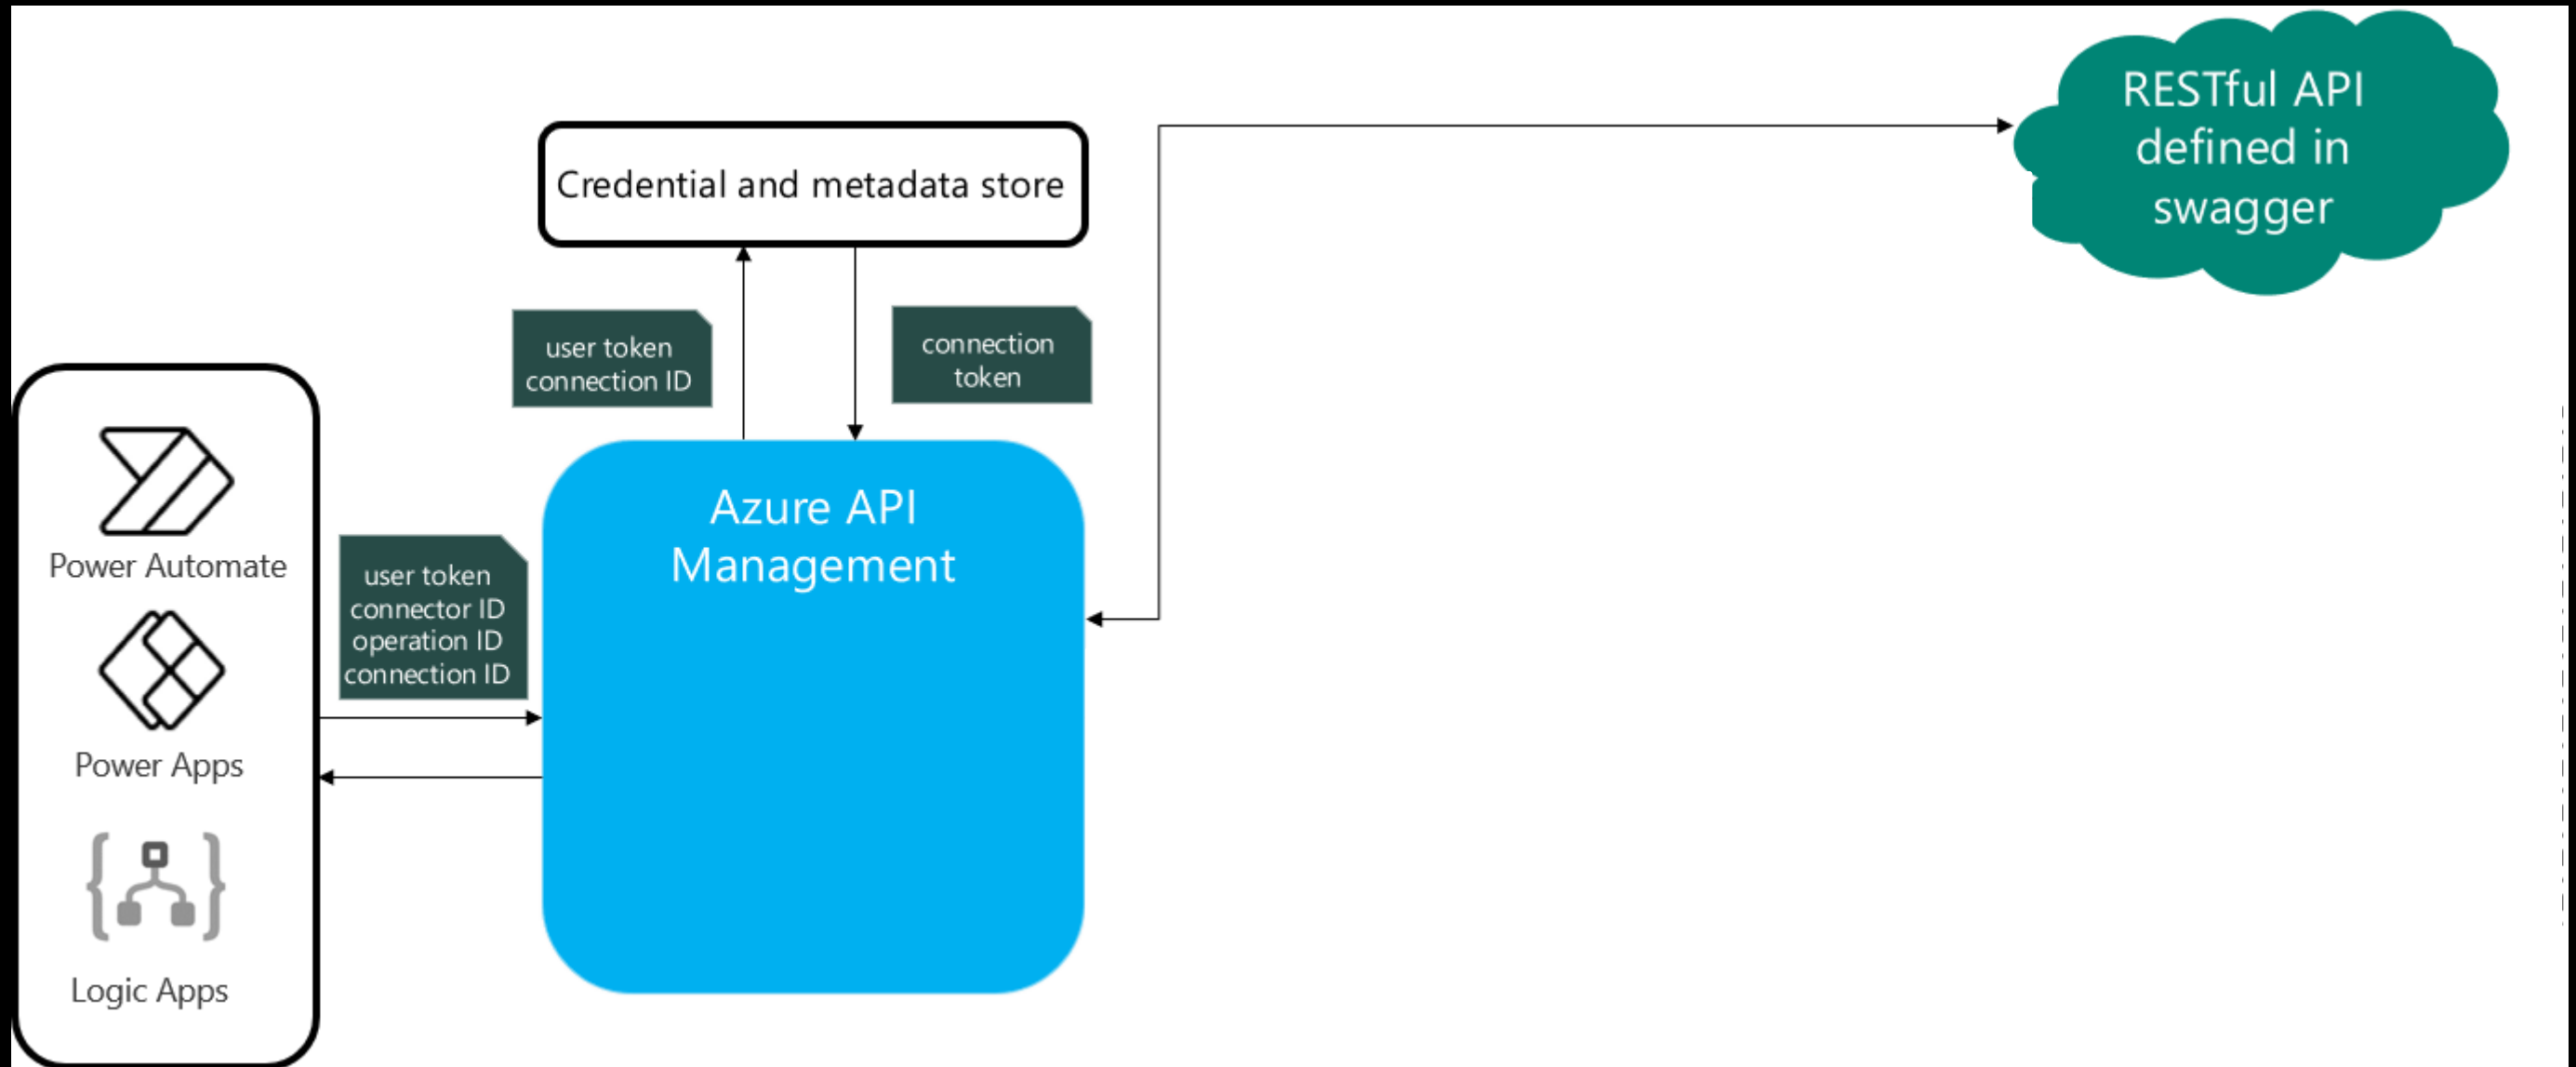 RESTful API
defined in
swagger
Credential and metadata store
user token
connection ID
connection
token
Azure API
Management
Power Automate
user token
connector ID
operation ID
connection ID
Power Apps
Logic Apps